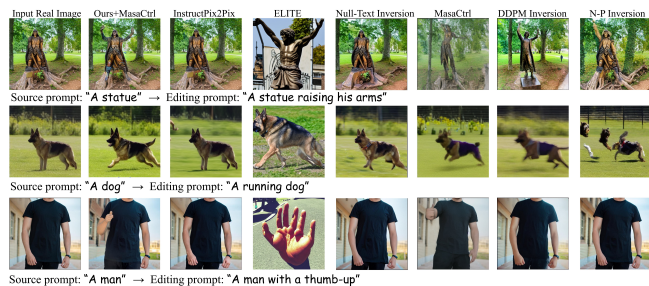 Input Real Image Ours+MasaCtrl InstructPix2Pix ELITE Null-Text Inversion MasaCtrl DDPM Inversion N-P Inversion
Source prompt: “A statue” → Editing prompt: “A statue raising his arms”
Source prompt: “A dog” → Editing prompt: “A running dog”
Source prompt: “A man” → Editing prompt: “A man with a thumb-up”